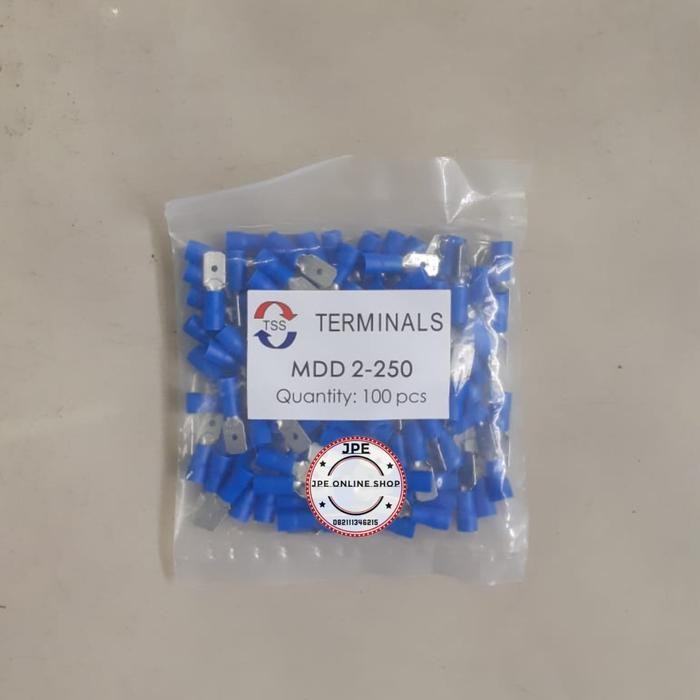 TSS
TERMINALS
MDD 2-250
Quantity: 100 pcs
JPE
JPE.ONLINE.SHOP
082111346215